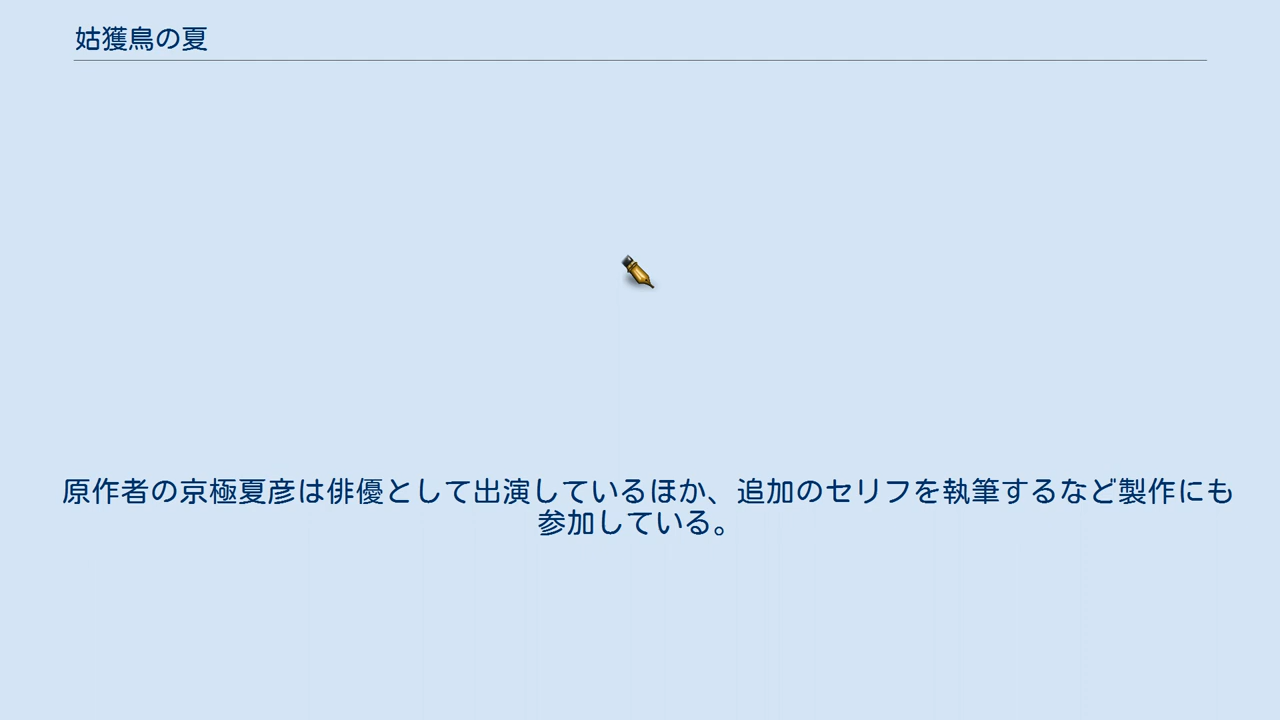 姑獲鳥の夏
原作者の京極夏彦は俳優として出演しているほか、追加のセリフを執筆するなど製作にも
参加している。